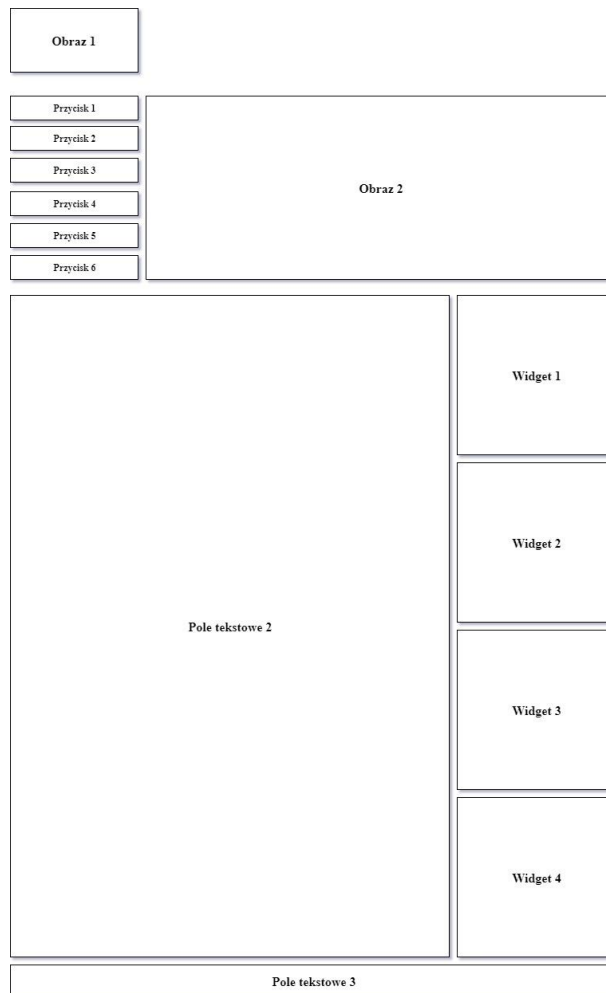 Obraz 1
Przycisk 1
Przycisk 2
Przycisk 3
Przycisk 4
Przycisk 5
Przycisk 6
Obraz 2
Pole tekstowe 2
Widget 1
Widget 2
Widget 3
Widget 4
Pole tekstowe 3